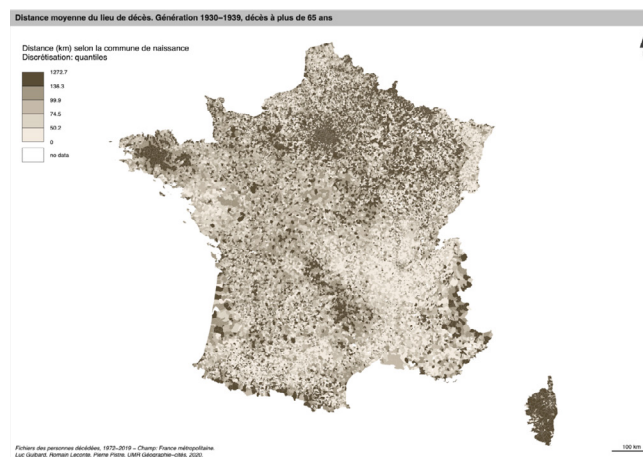 Distance moyenne du lieu de décès. Génération 1930–1939, décès à plus de 65 ans
Distance (km) selon la commune de naissance
Discrétisation: quantiles
1272.7
138.3
99.9
74.5
50.2
0
no data
Fichiers des personnes décédées, 1972–2019 – Champ: France métropolitaine.
Luc Guibard, Romain Leconte, Pierre Pistre, UMR Géographie–cités, 2020.
100 km